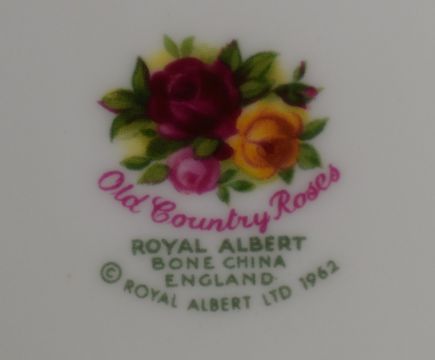 Old Country Roses
ROYAL ALBERT
BONE CHINA
ENGLAND
© ROYAL ALBERT LTD 1962